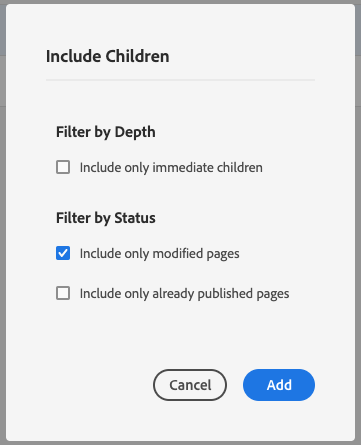 Include Children
Filter by Depth
Include only immediate children
Filter by Status
Include only modified pages
Include only already published pages
Cancel
Add